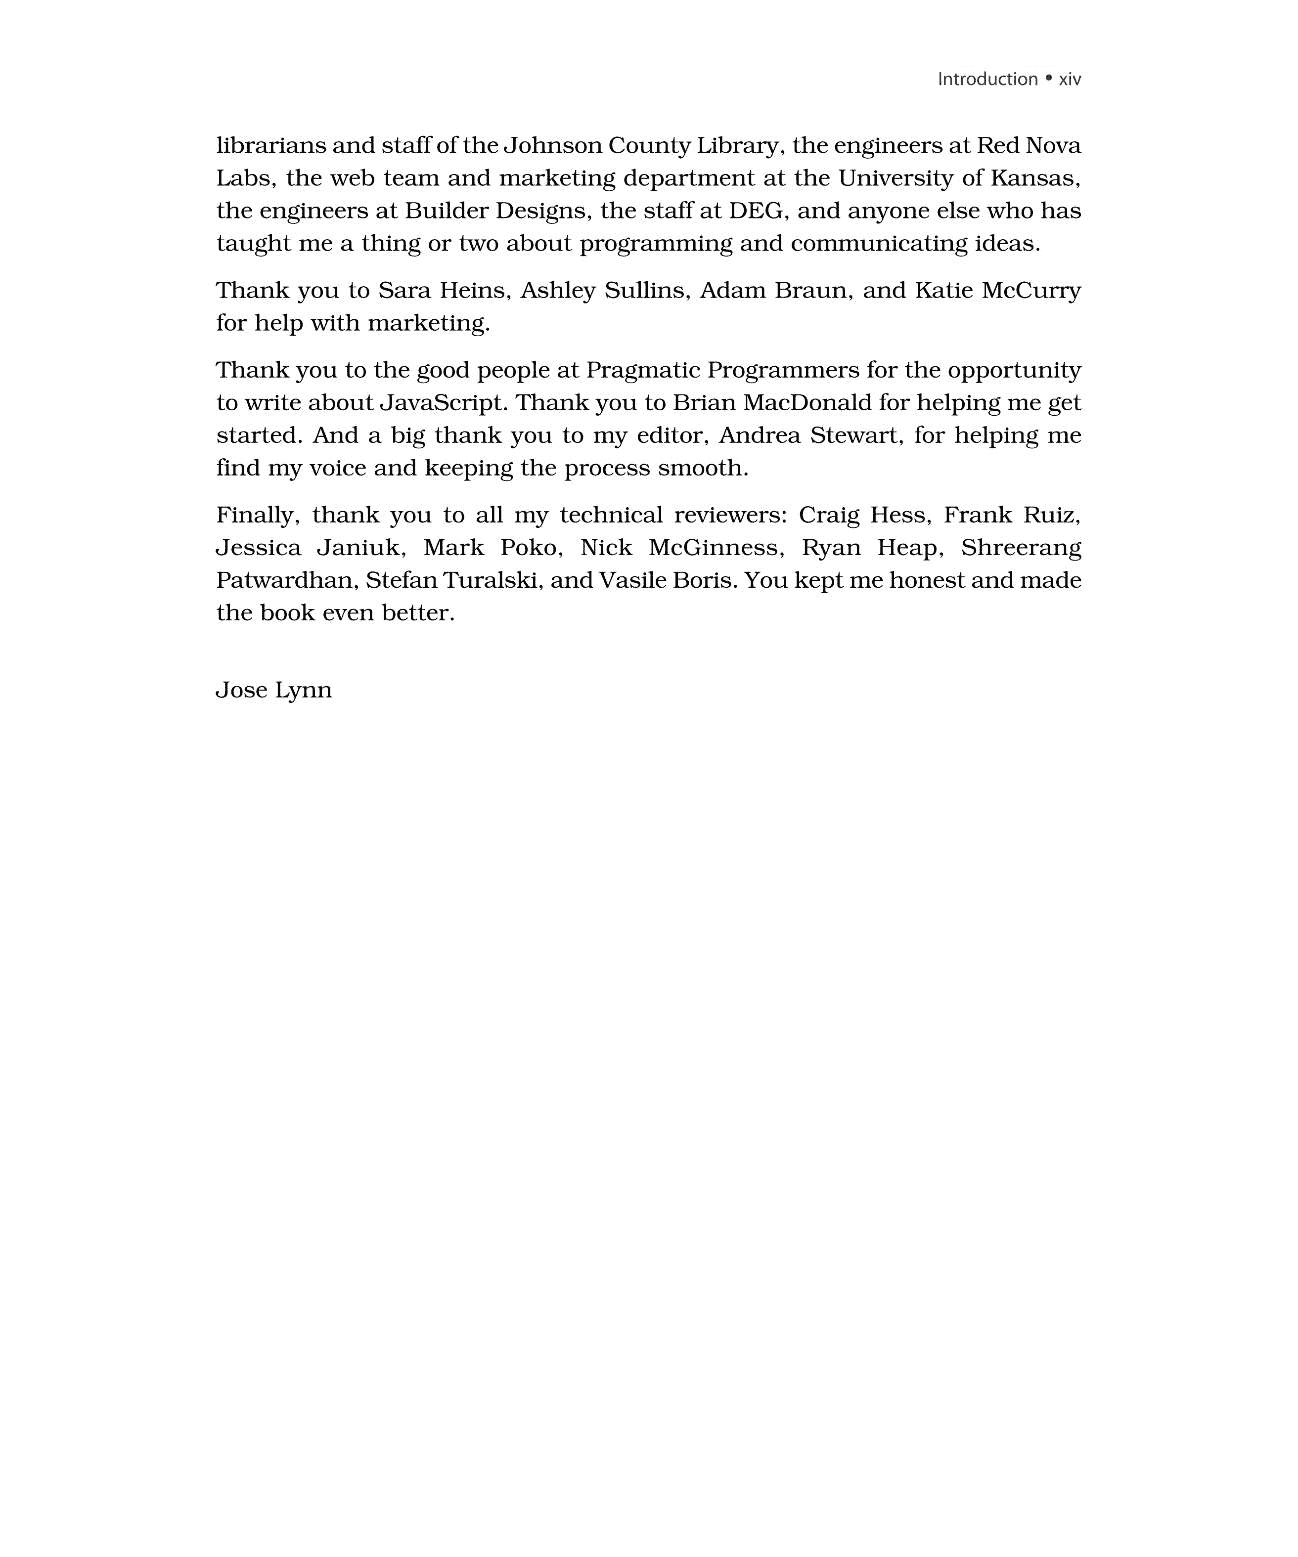 Introduction • xiv
librarians and staff of the Johnson County Library, the engineers at Red Nova
Labs, the web team and marketing department at the University of Kansas,
the engineers at Builder Designs, the staff at DEG, and anyone else who has
taught me a thing or two about programming and communicating ideas.
Thank you to Sara Heins, Ashley Sullins, Adam Braun, and Katie McCurry
for help with marketing.
Thank you to the good people at Pragmatic Programmers for the opportunity
to write about JavaScript. Thank you to Brian MacDonald for helping me get
started. And a big thank you to my editor, Andrea Stewart, for helping me
find my voice and keeping the process smooth.
Finally, thank you to all my technical reviewers: Craig Hess, Frank Ruiz,
Jessica Janiuk, Mark Poko, Nick McGinness, Ryan Heap, Shreerang
Patwardhan, Stefan Turalski, and Vasile Boris. You kept me honest and made
the book even better.
Jose Lynn